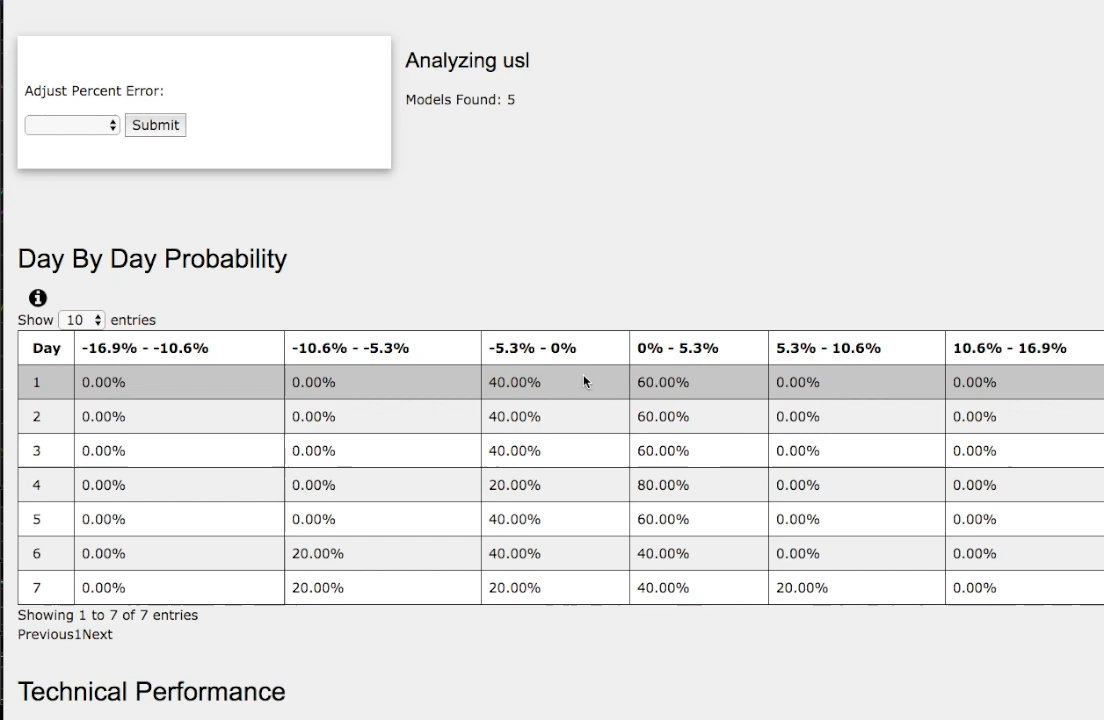 Analyzing usl
Adjust Percent Error:
Models Found: 5
Submit
Day By Day Probability
Show 10 entries
Day -16.9% - -10.6% -10.6% - -5.3% -5.3% - 0% 0% - 5.3% 5.3% - 10.6% 10.6% - 16.9%
1 0.00% 0.00% 40.00% 60.00% 0.00% 0.00%
2 0.00% 0.00% 40.00% 60.00% 0.00% 0.00%
3 0.00% 0.00% 40.00% 60.00% 0.00% 0.00%
4 0.00% 0.00% 20.00% 80.00% 0.00% 0.00%
5 0.00% 0.00% 40.00% 60.00% 0.00% 0.00%
6 0.00% 20.00% 40.00% 40.00% 0.00% 0.00%
7 0.00% 20.00% 20.00% 40.00% 20.00% 0.00%
Showing 1 to 7 of 7 entries
Previous1Next
Technical Performance